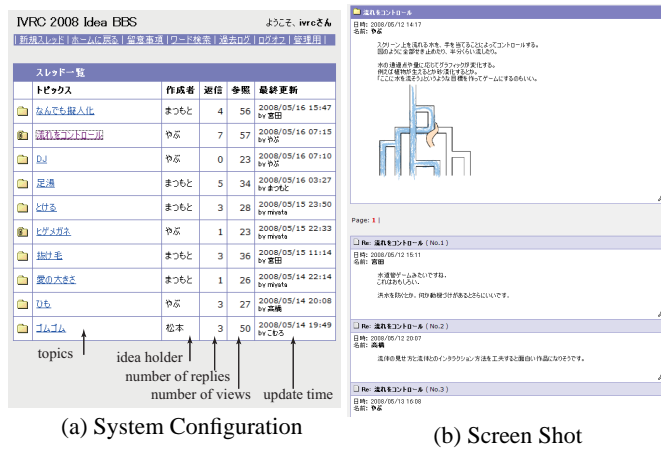 IVRC 2008 Idea BBS
ようこそ、ivrcさん
|新規スレッド|ホームに戻る|留意事項|ワード検索|過去ログ|ログオフ|管理用|
スレッド一覧
トピックス 作成者 返信 参照 最終更新
なんでも擬人化 まつもと 4 56 2008/05/16 15:47
by 宮田
流れをコントロール やぶ 7 57 2008/05/16 07:15
by やぶ
DJ やぶ 0 23 2008/05/16 07:10
by やぶ
足湯 まつもと 5 34 2008/05/16 03:27
by まつもと
とける まつもと 3 28 2008/05/15 23:50
by miyata
ヒゲメガネ やぶ 1 23 2008/05/15 22:33
by miyata
抜け毛 まつもと 3 36 2008/05/15 11:14
by 宮田
愛の大きさ まつもと 1 26 2008/05/14 22:14
by miyata
ひも やぶ 3 27 2008/05/14 20:08
by 高橋
ゴムゴム 松本 3 50 2008/05/14 19:49
by こむろ
topics
idea holder
number of replies
number of views
update time
(a) System Configuration
流れをコントロール
日時: 2008/05/12 14:17
名前: やぶ
スクリーン上を流れる水を、手を当てることによってコントロールする。
図のように全部せき止めたり、半分くらい流したり。
水の通過点や量に応じてグラフィックが変化する。
例えば植物が生えるとか砂漠化するとか。
「ここに水を流そう」というような目標を作ってゲームにするのもいい。
Page: 1 |
Re: 流れをコントロール ( No.1 )
日時: 2008/05/12 15:11
名前: 宮田
水道管ゲームみたいですね。
これはおもしろい。
洪水を防ぐとか、何か動機づけがあるとさらにいいです。
Re: 流れをコントロール ( No.2 )
日時: 2008/05/12 20:07
名前: 高橋
流体の見せ方と流体とのインタラクション方法を工夫すると面白い作品になりそうです。
Re: 流れをコントロール ( No.3 )
日時: 2008/05/13 16:08
名前: やぶ
(b) Screen Shot